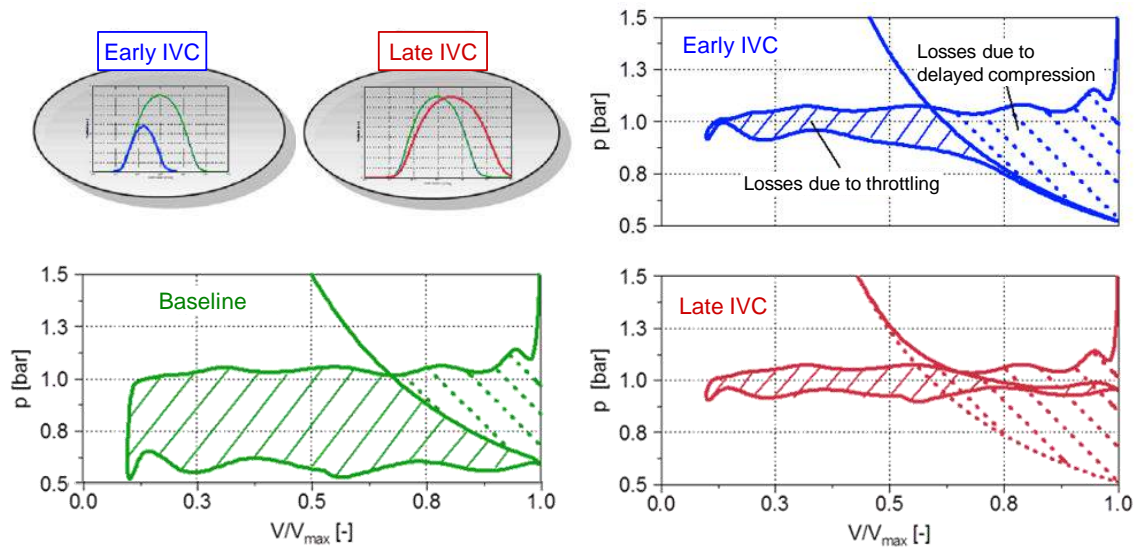 Early IVC
Late IVC
1.5
1.3
1.0
0.8
0.5
p [bar]
Early IVC
Losses due to
delayed compression
Losses due to throttling
1.5
1.3
1.0
0.8
0.5
p [bar]
Baseline
0.0
0.3
0.5
0.8
1.0
V/Vmax [-]
1.5
1.3
1.0
0.8
0.5
p [bar]
Late IVC
0.0
0.3
0.5
0.8
1.0
V/Vmax [-]